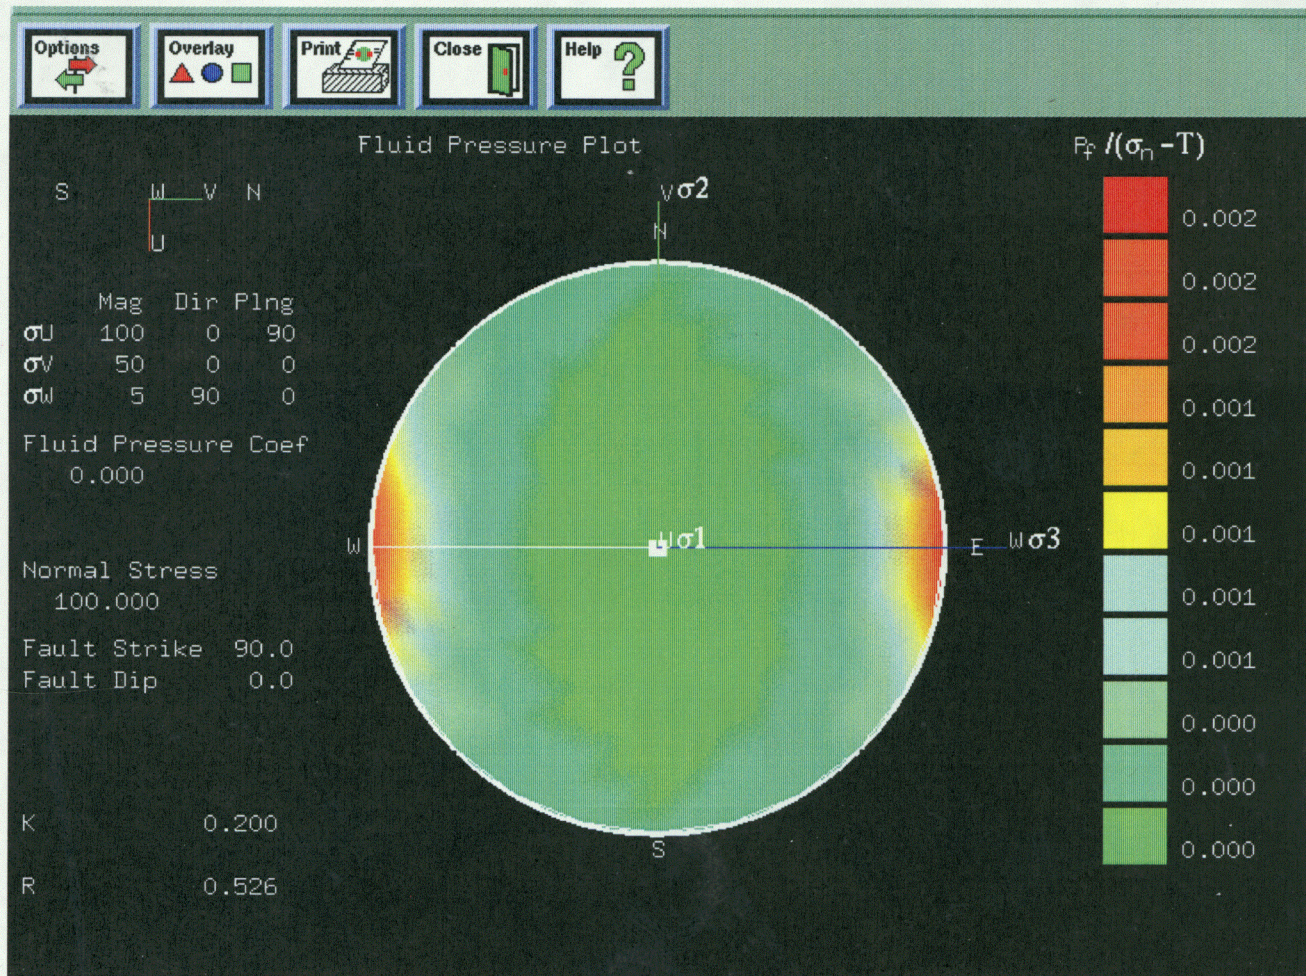 Options Overlay Print Close Help
Fluid Pressure Plot
Pf /(σn -T)
S W V N
U
V σ2
N
Mag Dir Plng
σU 100 0 90
σV 50 0 0
σW 5 90 0
Fluid Pressure Coef
0.000
W U σ1 E W σ3
Normal Stress
100.000
Fault Strike 90.0
Fault Dip 0.0
K 0.200
R 0.526
S
0.002
0.002
0.002
0.001
0.001
0.001
0.001
0.001
0.000
0.000
0.000